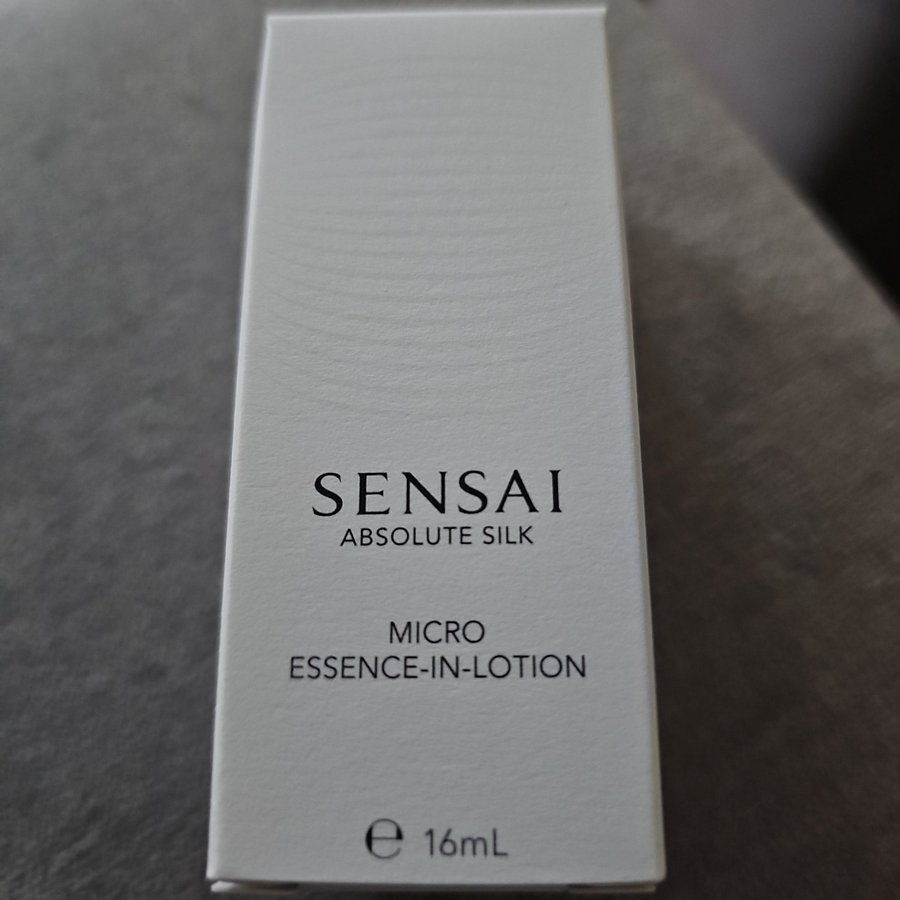 SENSAI
ABSOLUTE SILK
MICRO
ESSENCE-IN-LOTION
℮ 16mL